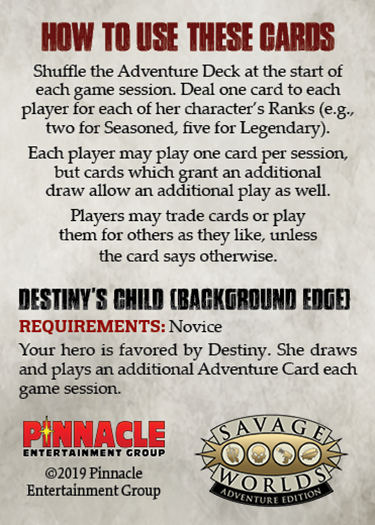 HOW TO USE THESE CARDS
Shuffle the Adventure Deck at the start of
each game session. Deal one card to each
player for each of her character's Ranks (e.g.,
two for Seasoned, five for Legendary).
Each player may play one card per session,
but cards which grant an additional
draw allow an additional play as well.
Players may trade cards or play
them for others as they like, unless
the card says otherwise.
DESTINY'S CHILD (BACKGROUND EDGE)
REQUIREMENTS: Novice
Your hero is favored by Destiny. She draws
and plays an additional Adventure Card each
game session.
PINNACLE
ENTERTAINMENT GROUP
©2019 Pinnacle
Entertainment Group
SAVAGE
WORLDS
ADVENTURE EDITION